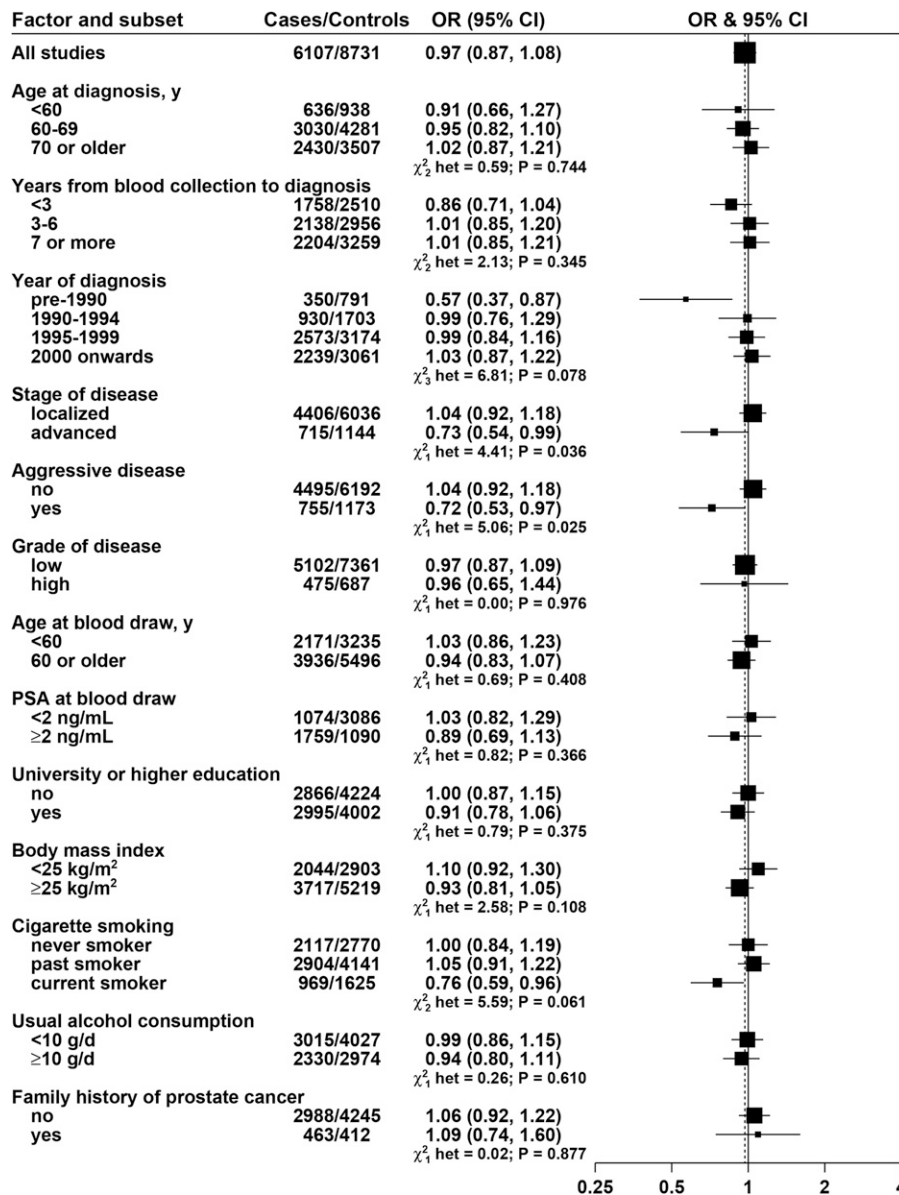 Factor and subset Cases/Controls OR (95% CI) OR & 95% CI
All studies 6107/8731 0.97 (0.87, 1.08)
Age at diagnosis, y
<60 636/938 0.91 (0.66, 1.27)
60-69 3030/4281 0.95 (0.82, 1.10)
70 or older 2430/3507 1.02 (0.87, 1.21)
χ²₂ het = 0.59; P = 0.744
Years from blood collection to diagnosis
<3 1758/2510 0.86 (0.71, 1.04)
3-6 2138/2956 1.01 (0.85, 1.20)
7 or more 2204/3259 1.01 (0.85, 1.21)
χ²₂ het = 2.13; P = 0.345
Year of diagnosis
pre-1990 350/791 0.57 (0.37, 0.87)
1990-1994 930/1703 0.99 (0.76, 1.29)
1995-1999 2573/3174 0.99 (0.84, 1.16)
2000 onwards 2239/3061 1.03 (0.87, 1.22)
χ²₃ het = 6.81; P = 0.078
Stage of disease
localized 4406/6036 1.04 (0.92, 1.18)
advanced 715/1144 0.73 (0.54, 0.99)
χ²₁ het = 4.41; P = 0.036
Aggressive disease
no 4495/6192 1.04 (0.92, 1.18)
yes 755/1173 0.72 (0.53, 0.97)
χ²₁ het = 5.06; P = 0.025
Grade of disease
low 5102/7361 0.97 (0.87, 1.09)
high 475/687 0.96 (0.65, 1.44)
χ²₁ het = 0.00; P = 0.976
Age at blood draw, y
<60 2171/3235 1.03 (0.86, 1.23)
60 or older 3936/5496 0.94 (0.83, 1.07)
χ²₁ het = 0.69; P = 0.408
PSA at blood draw
<2 ng/mL 1074/3086 1.03 (0.82, 1.29)
≥2 ng/mL 1759/1090 0.89 (0.69, 1.13)
χ²₁ het = 0.82; P = 0.366
University or higher education
no 2866/4224 1.00 (0.87, 1.15)
yes 2995/4002 0.91 (0.78, 1.06)
χ²₁ het = 0.79; P = 0.375
Body mass index
<25 kg/m² 2044/2903 1.10 (0.92, 1.30)
≥25 kg/m² 3717/5219 0.93 (0.81, 1.05)
χ²₁ het = 2.58; P = 0.108
Cigarette smoking
never smoker 2117/2770 1.00 (0.84, 1.19)
past smoker 2904/4141 1.05 (0.91, 1.22)
current smoker 969/1625 0.76 (0.59, 0.96)
χ²₂ het = 5.59; P = 0.061
Usual alcohol consumption
<10 g/d 3015/4027 0.99 (0.86, 1.15)
≥10 g/d 2330/2974 0.94 (0.80, 1.11)
χ²₁ het = 0.26; P = 0.610
Family history of prostate cancer
no 2988/4245 1.06 (0.92, 1.22)
yes 463/412 1.09 (0.74, 1.60)
χ²₁ het = 0.02; P = 0.877
0.25 0.5 1 2 4